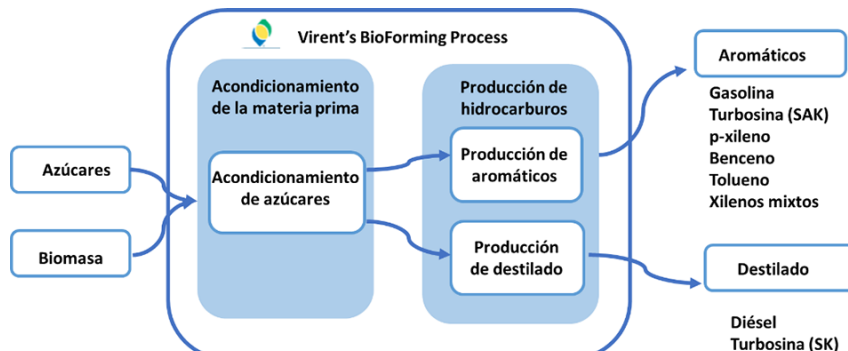 Virent's BioForming Process
Azúcares
Biomasa
Acondicionamiento
de la materia prima
Acondicionamiento
de azúcares
Producción de
hidrocarburos
Producción de
aromáticos
Producción
de destilado
Aromáticos
Gasolina
Turbosina (SAK)
p-xileno
Benceno
Tolueno
Xilenos mixtos
Destilado
Diésel
Turbosina (SK)